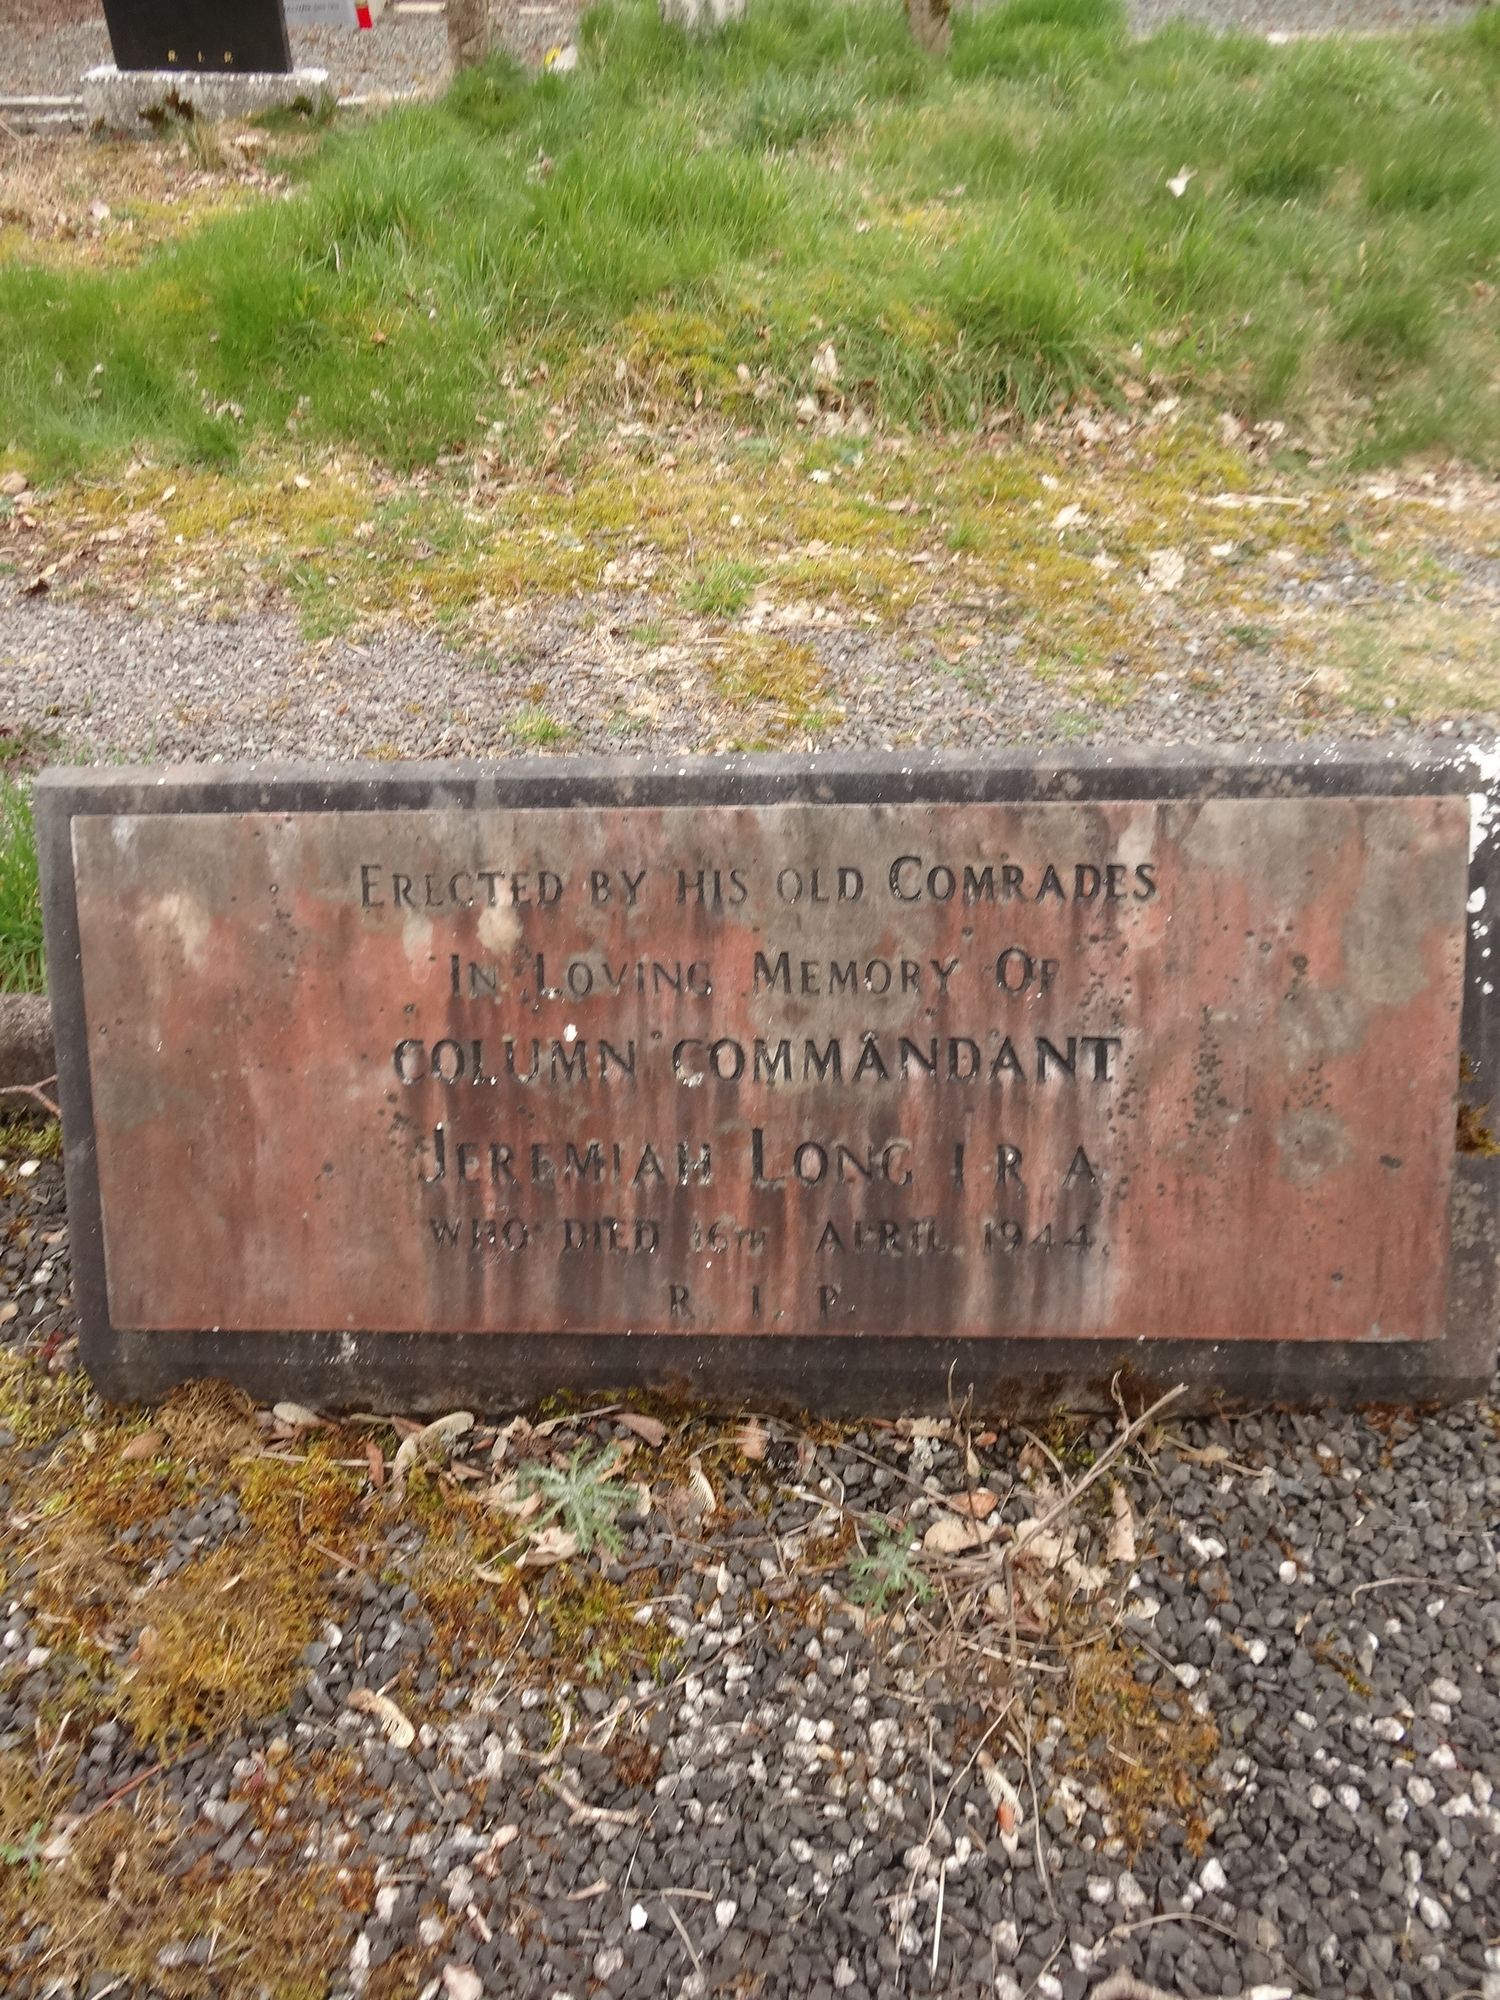 R. I. P.
ERECTED BY HIS OLD COMRADES
IN LOVING MEMORY OF
COLUMN COMMANDANT
JEREMIAH LONG I R A
WHO DIED 16TH APRIL 1944.
R. I. P.